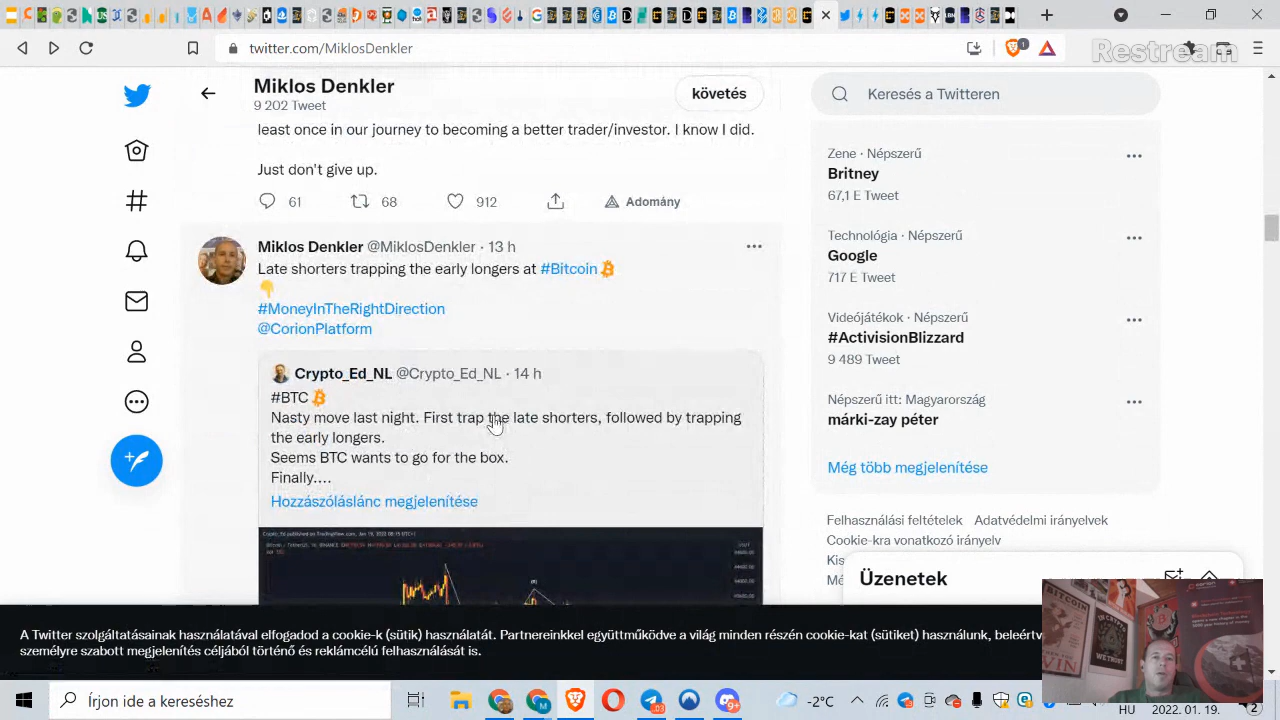 twitter.com/MiklosDenkler
Restream
Miklos Denkler
9 202 Tweet
követés
Keresés a Twitteren
least once in our journey to becoming a better trader/investor. I know I did.
Just don't give up.
61
68
912
Adomány
Miklos Denkler @MiklosDenkler · 13 h
Late shorters trapping the early longers at #Bitcoin
#MoneyInTheRightDirection
@CorionPlatform
Crypto_Ed_NL @Crypto_Ed_NL · 14 h
#BTC
Nasty move last night. First trap the late shorters, followed by trapping
the early longers.
Seems BTC wants to go for the box.
Finally....
Hozzászóláslánc megjelenítése
Zene · Népszerű
Britney
67,1 E Tweet
Technológia · Népszerű
Google
717 E Tweet
Videójátékok · Népszerű
#ActivisionBlizzard
9 489 Tweet
Népszerű itt: Magyarország
márki-zay péter
Még több megjelenítése
Felhasználási feltételek Adatvédelmi irányelvek
Cookie-kra vonatkozó irányelv
Üzenetek
A Twitter szolgáltatásainak használatával elfogadod a cookie-k (sütik) használatát. Partnereinkkel együttműködve a világ minden részén cookie-kat (sütiket) használunk, beleértv
személyre szabott megjelenítés céljából történő és reklámcélú felhasználását is.
BITCOIN
IN CRYPTO
WE TRUST
Írjon ide a kereséshez
9+
-2°C
HU
2022. 01. 19.